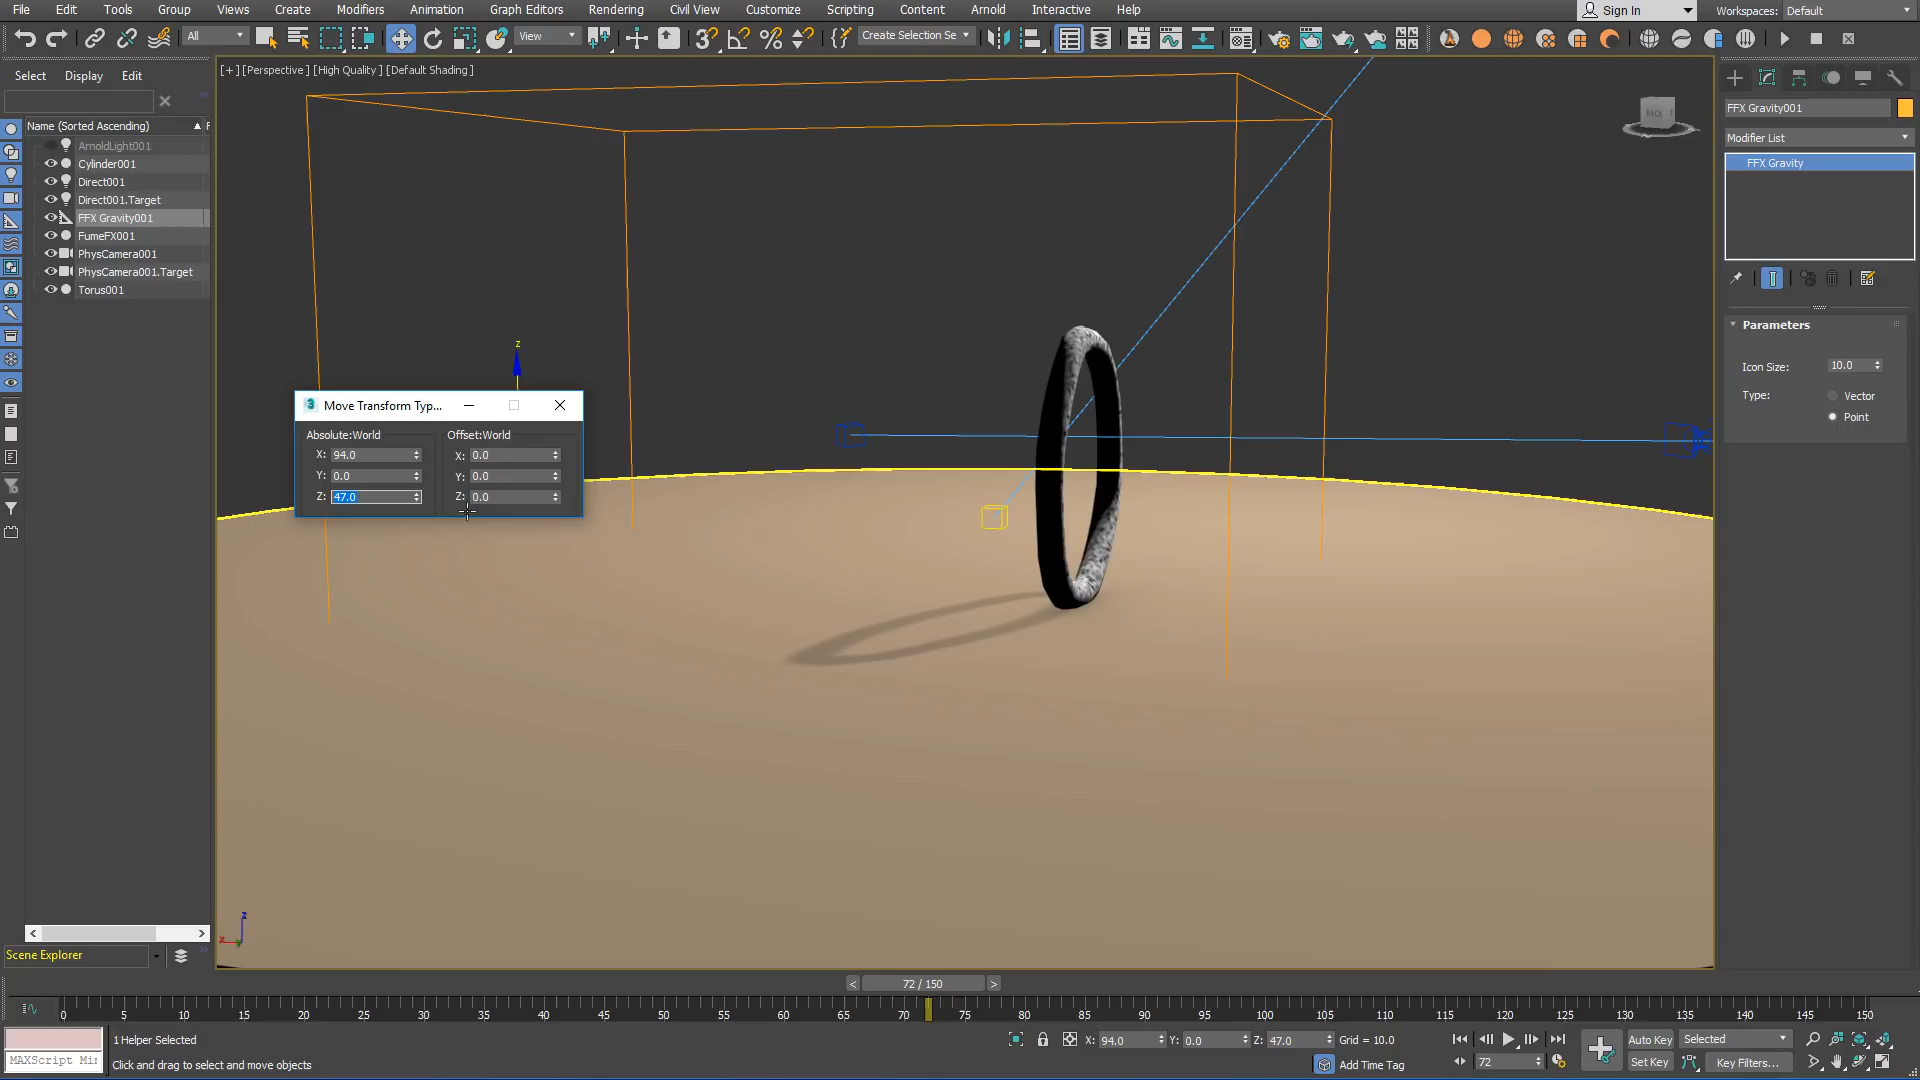 File Edit Tools Group Views Create Modifiers Animation Graph Editors Rendering Civil View Customize Scripting Content Arnold Interactive Help Sign In Workspaces: Default
All View Create Selection Se
[+] [Perspective ] [High Quality ] [Default Shading ]
Select Display Edit
Name (Sorted Ascending) F
ArnoldLight001
Cylinder001
Direct001
Direct001.Target
FFX Gravity001
FumeFX001
PhysCamera001
PhysCamera001.Target
Torus001
z
Move Transform Typ...
Absolute:World Offset:World
X: 94.0 X: 0.0
Y: 0.0 Y: 0.0
Z: 47.0 Z: 0.0
BACK
FFX Gravity001
Modifier List
FFX Gravity
Parameters
Icon Size: 10.0
Type: Vector
Point
z
x
Scene Explorer
< 72 / 150 >
0 5 10 15 20 25 30 35 40 45 50 55 60 65 70 75 80 85 90 95 100 105 110 115 120 125 130 135 140 145 150
1 Helper Selected X: 94.0 Y: 0.0 Z: 47.0 Grid = 10.0 Auto Key Selected
MAXScript Mi Click and drag to select and move objects Add Time Tag 72 Set Key Key Filters...